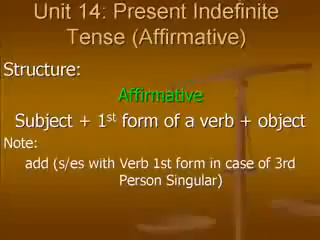 Unit 14: Present Indefinite
Tense (Affirmative)
Structure:
Affirmative
Subject + 1st form of a verb + object
Note:
add (s/es with Verb 1st form in case of 3rd
Person Singular)